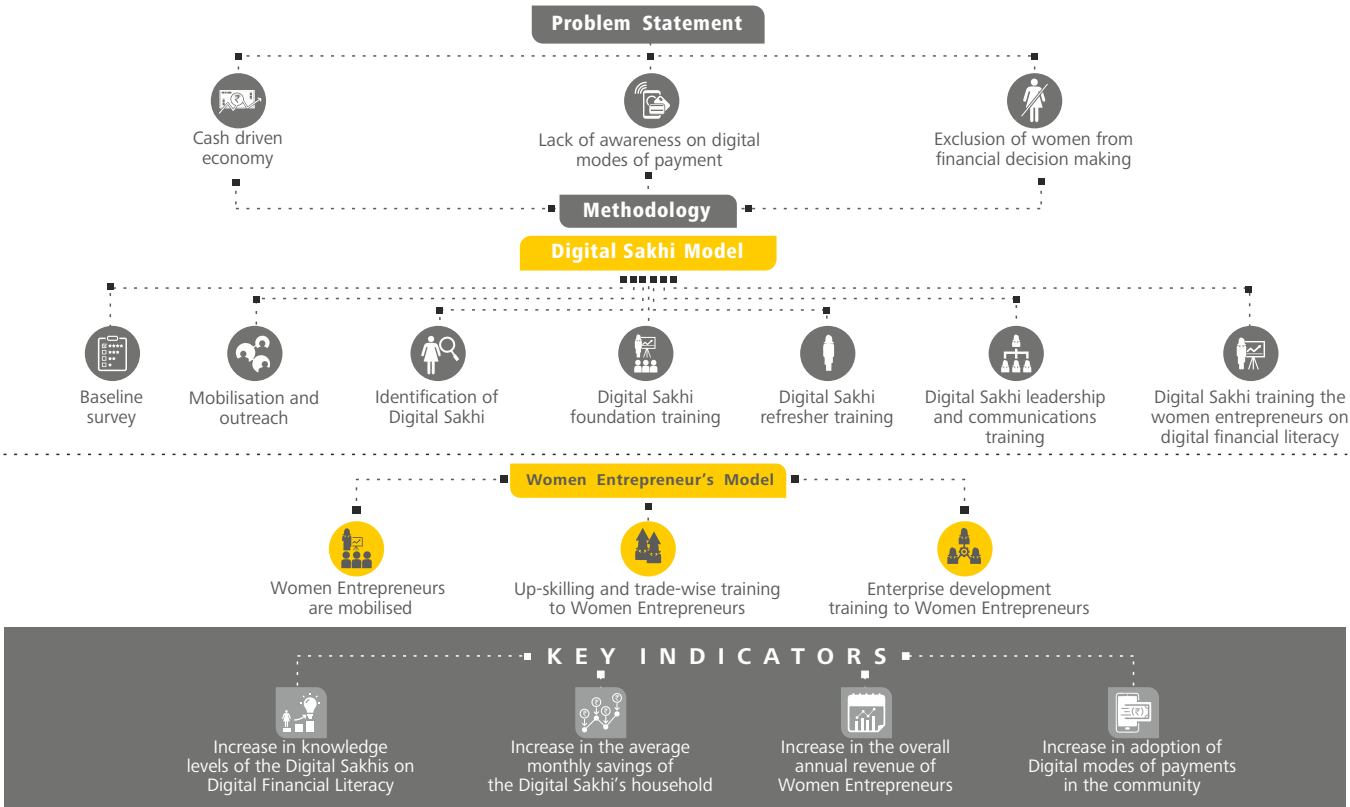 Problem Statement
Cash driven
economy
Lack of awareness on digital
modes of payment
Exclusion of women from
financial decision making
Methodology
Digital Sakhi Model
Baseline
survey
Mobilisation and
outreach
Identification of
Digital Sakhi
Digital Sakhi
foundation training
Digital Sakhi
refresher training
Digital Sakhi leadership
and communications
training
Digital Sakhi training the
women entrepreneurs on
digital financial literacy
Women Entrepreneur's Model
Women Entrepreneurs
are mobilised
Up-skilling and trade-wise training
to Women Entrepreneurs
Enterprise development
training to Women Entrepreneurs
KEY INDICATORS
Increase in knowledge
levels of the Digital Sakhis on
Digital Financial Literacy
Increase in the average
monthly savings of
the Digital Sakhi's household
Increase in the overall
annual revenue of
Women Entrepreneurs
Increase in adoption of
Digital modes of payments
in the community